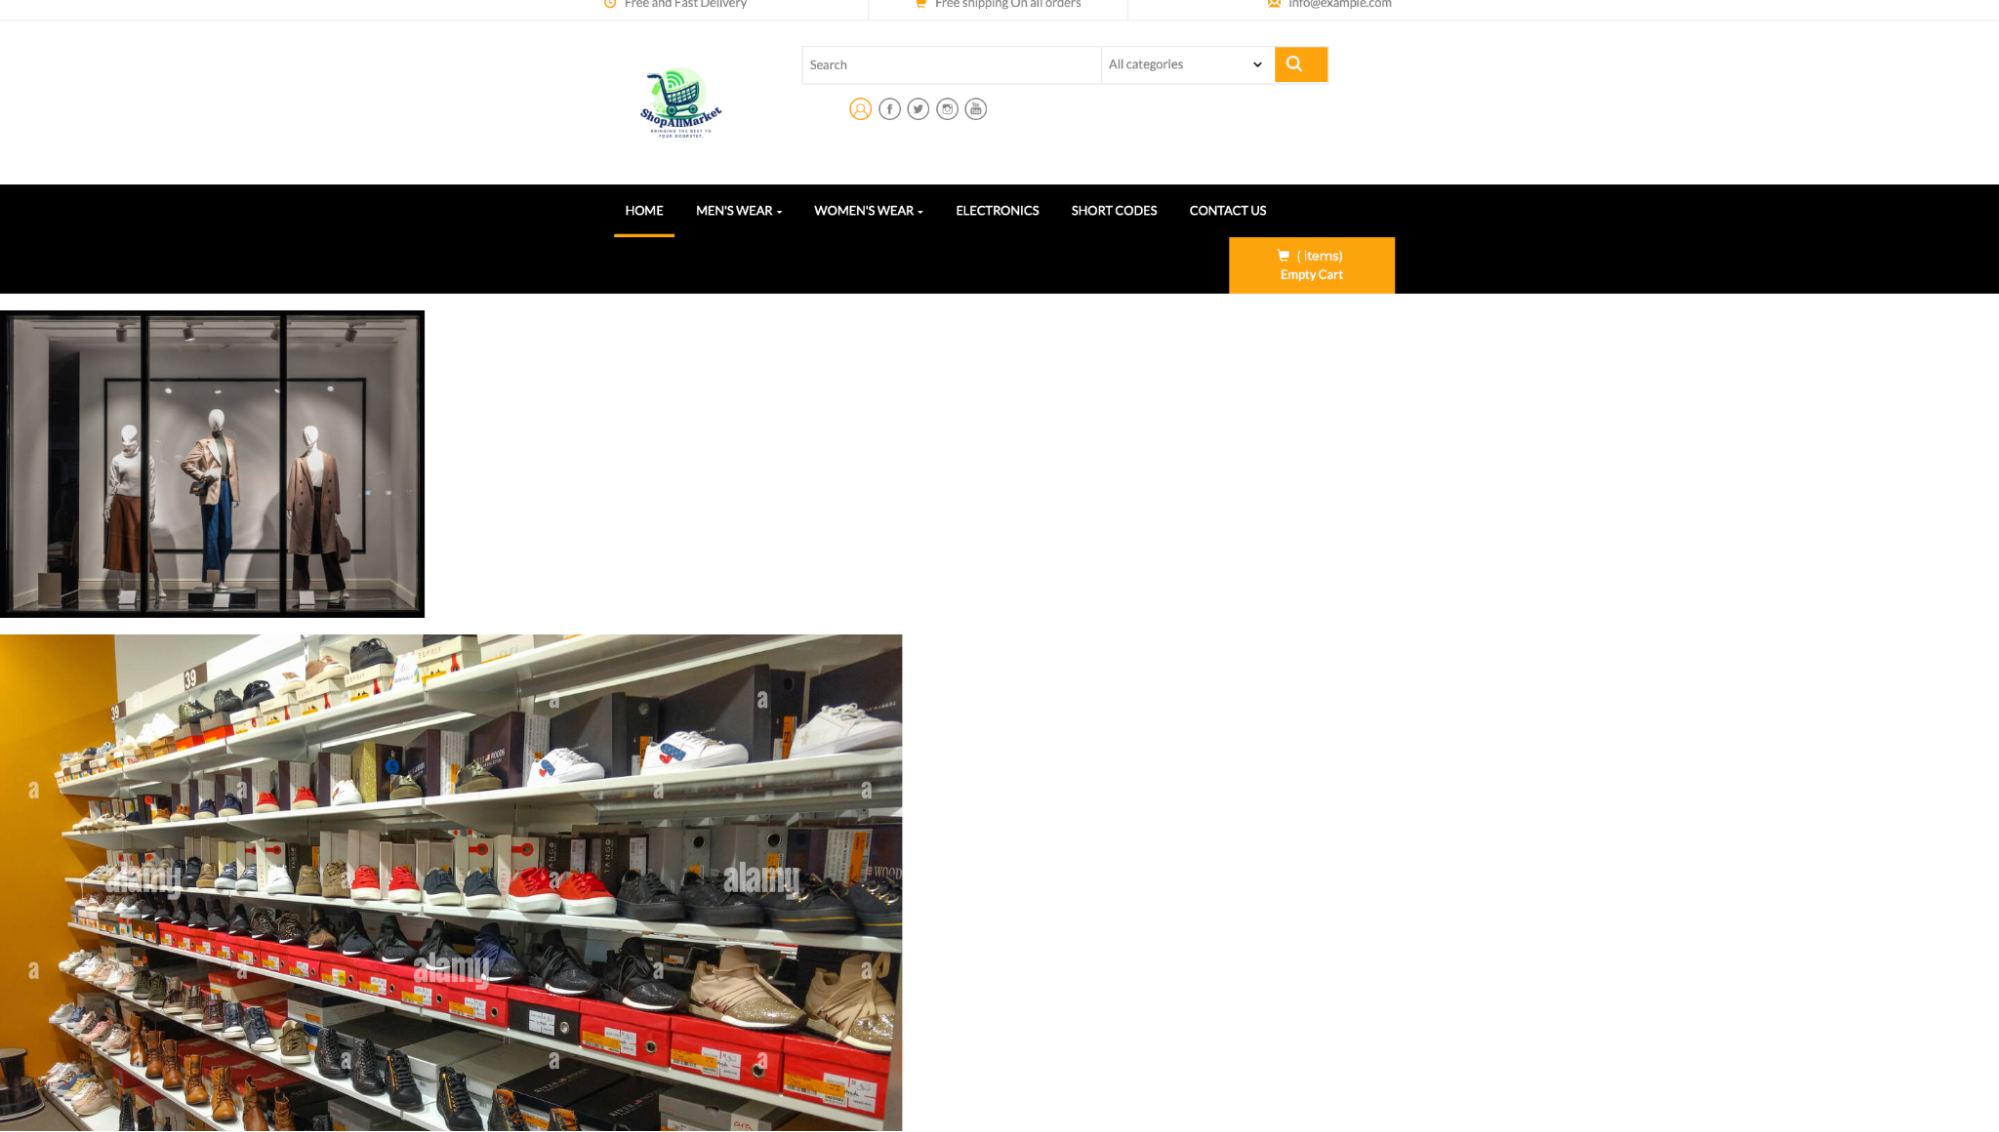 Free and Fast Delivery
Free shipping On all orders
info@example.com
Search
All categories
ShopAllMarket
BRINGING THE BEST TO
YOUR DOORSTEP.
HOME
MEN'S WEAR
WOMEN'S WEAR
ELECTRONICS
SHORT CODES
CONTACT US
( items)
Empty Cart
39
39
a
a
a
a
a
a
a
alamy
alamy
alamy
a
a
a
a
a
a
a
a